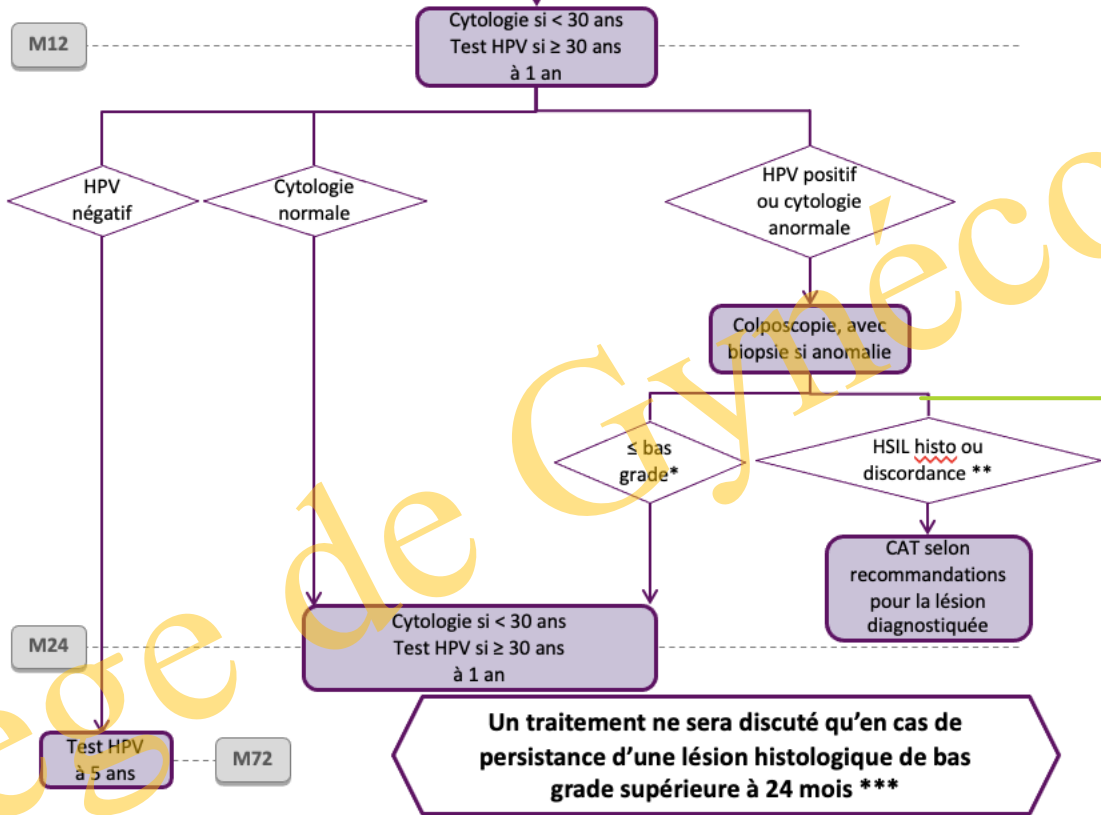 Cytologie si < 30 ans
M12
Test HPV si ≥ 30 ans
à 1 an
HPV
négatif
Cytologie
normale
HPV positif
ou cytologie
anormale
Colposcopie, avec
biopsie si anomalie
≤ bas
grade*
HSIL histo ou
discordance **
CAT selon
recommandations
pour la lésion
diagnostiquée
Cytologie si < 30 ans
M24
Test HPV si ≥ 30 ans
à 1 an
Test HPV
à 5 ans
M72
Un traitement ne sera discuté qu'en cas de
persistance d'une lésion histologique de bas
grade supérieure à 24 mois ***
ege de Gynéco